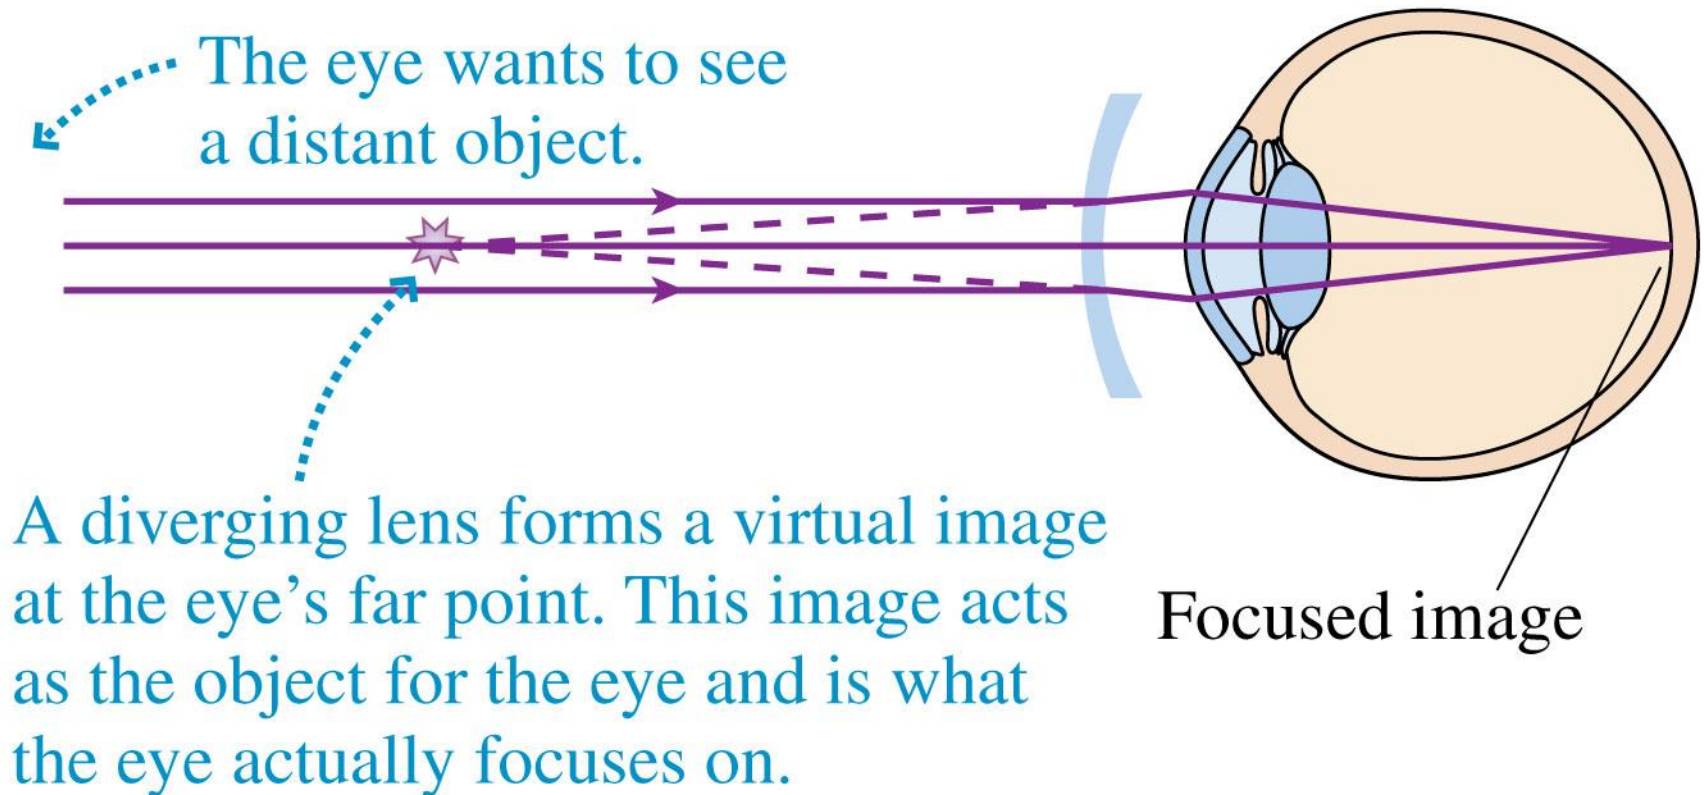 The eye wants to see
a distant object.
A diverging lens forms a virtual image
at the eye’s far point. This image acts
as the object for the eye and is what
the eye actually focuses on.
Focused image